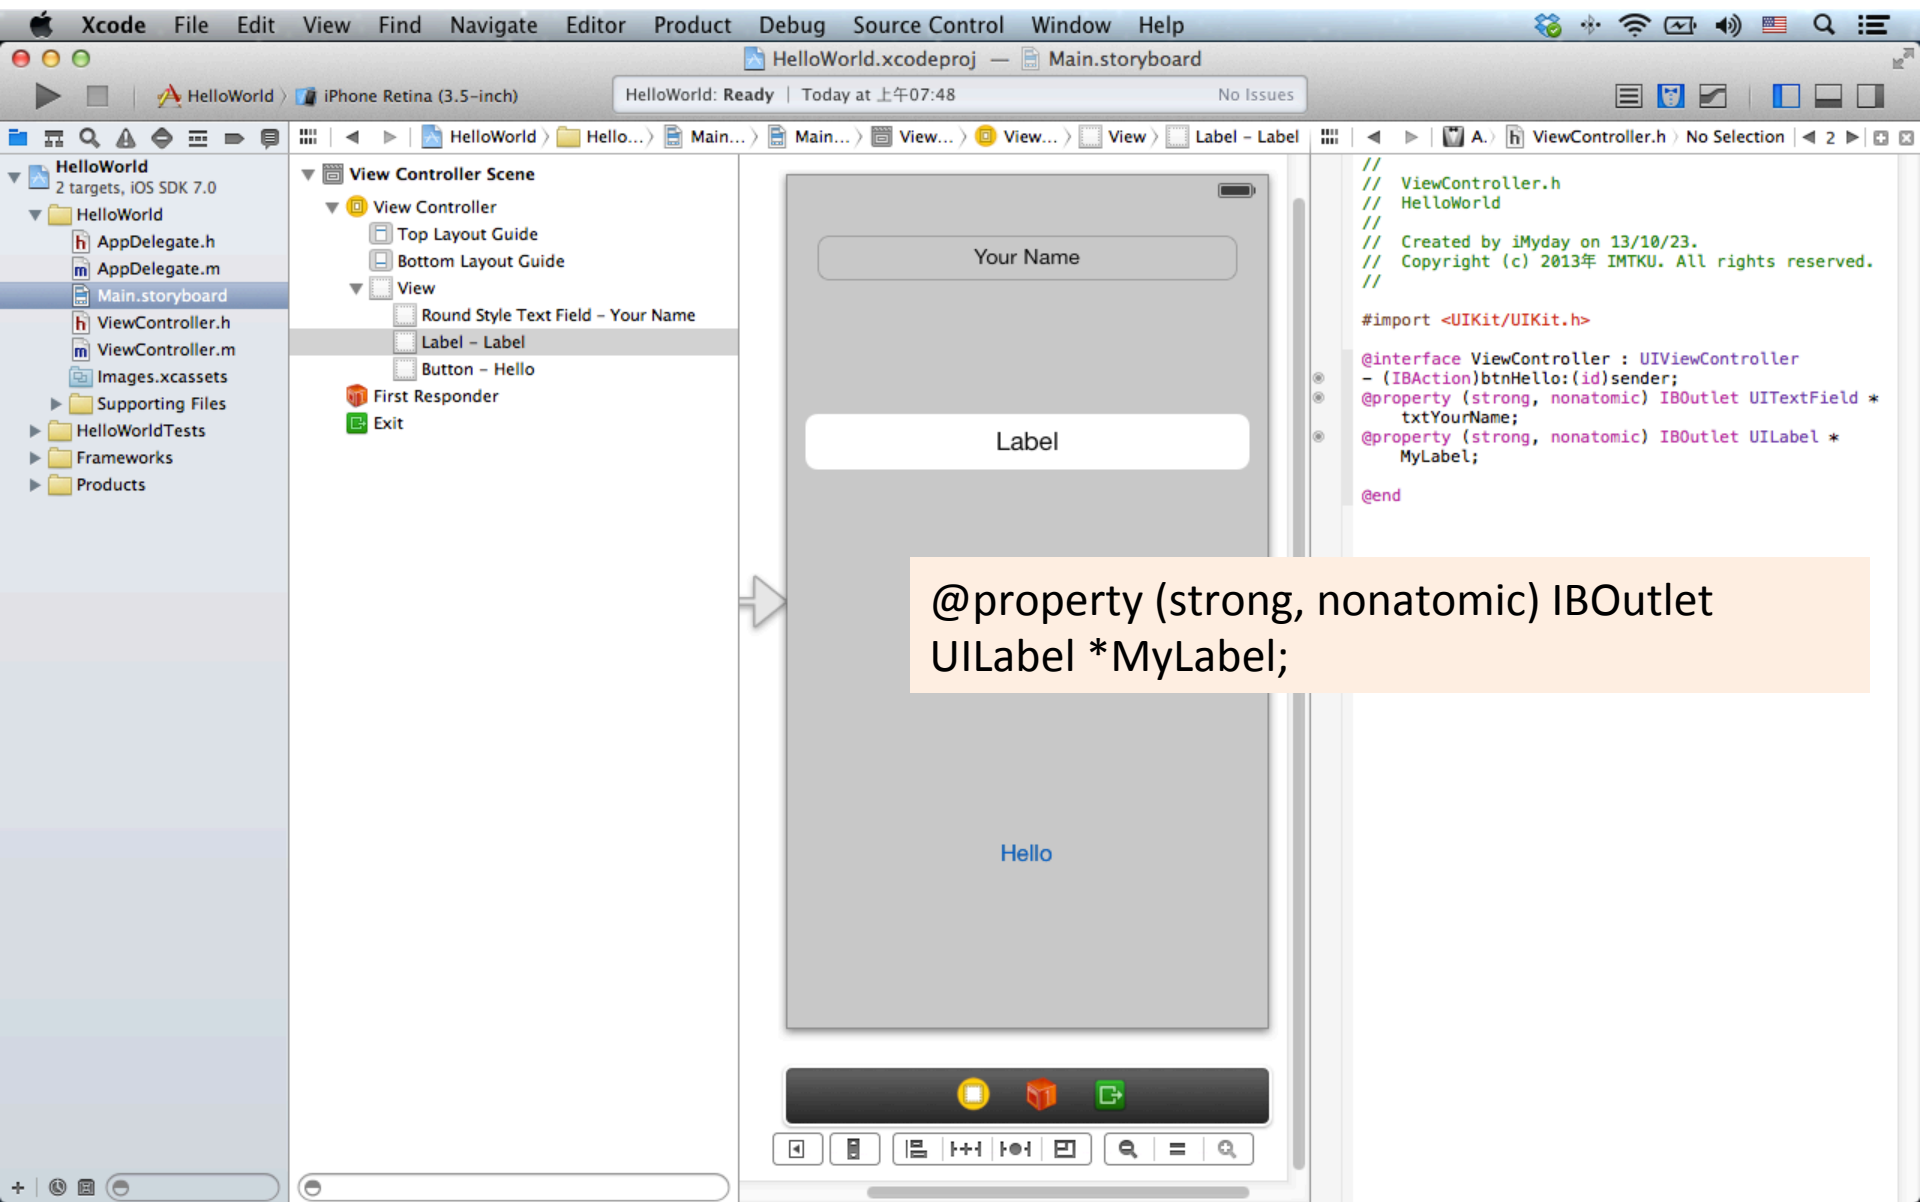 Xcode File Edit View Find Navigate Editor Product Debug Source Control Window Help
HelloWorld.xcodeproj — Main.storyboard
HelloWorld 〉 iPhone Retina (3.5-inch)
HelloWorld: Ready | Today at 上午07:48
No Issues
HelloWorld 〉 Hello... 〉 Main... 〉 Main... 〉 View... 〉 View... 〉 View 〉 Label – Label
A. 〉 ViewController.h 〉 No Selection 2
HelloWorld
2 targets, iOS SDK 7.0
HelloWorld
AppDelegate.h
AppDelegate.m
Main.storyboard
ViewController.h
ViewController.m
Images.xcassets
Supporting Files
HelloWorldTests
Frameworks
Products
View Controller Scene
View Controller
Top Layout Guide
Bottom Layout Guide
View
Round Style Text Field – Your Name
Label – Label
Button – Hello
First Responder
Exit
Your Name
Label
Hello
//
// ViewController.h
// HelloWorld
//
// Created by iMyday on 13/10/23.
// Copyright (c) 2013年 IMTKU. All rights reserved.
//
#import <UIKit/UIKit.h>
@interface ViewController : UIViewController
- (IBAction)btnHello:(id)sender;
@property (strong, nonatomic) IBOutlet UITextField *
txtYourName;
@property (strong, nonatomic) IBOutlet UILabel *
MyLabel;
@end
@property (strong, nonatomic) IBOutlet
UILabel *MyLabel;